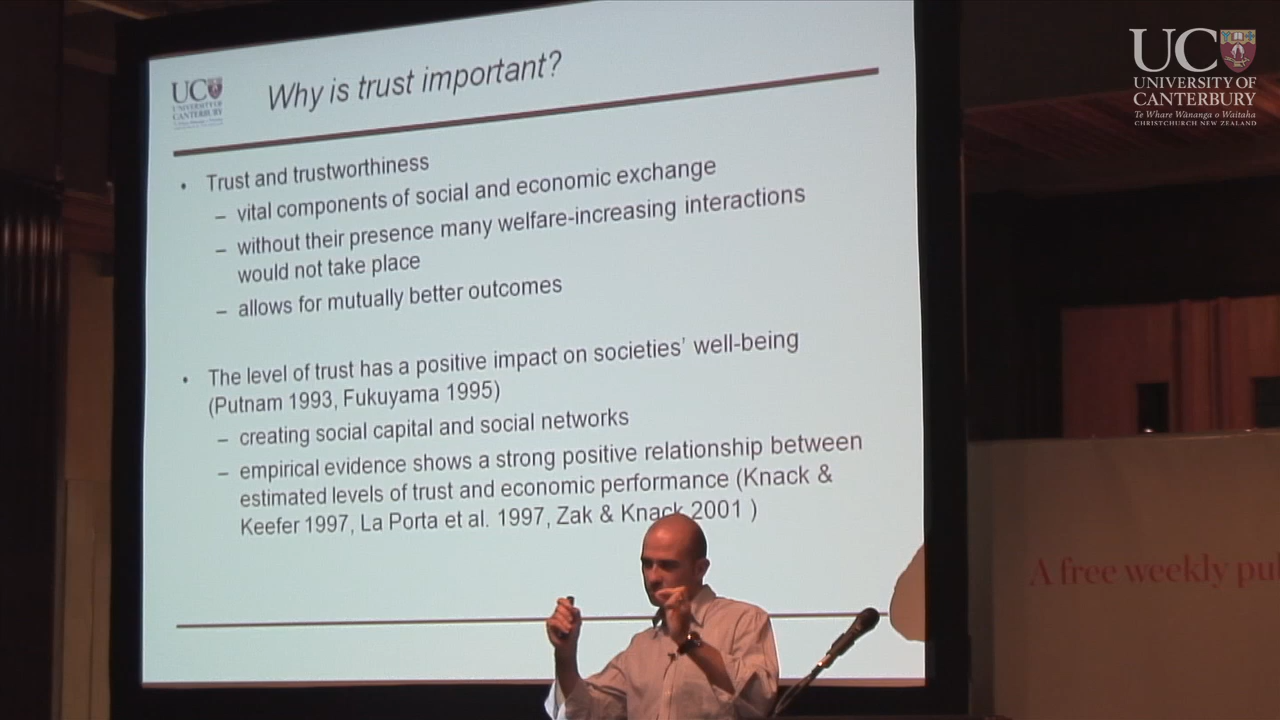 UC
UNIVERSITY OF
CANTERBURY
Te Whare Wānanga o Waitaha
CHRISTCHURCH NEW ZEALAND
UC
UNIVERSITY OF
CANTERBURY
Why is trust important?
• Trust and trustworthiness
– vital components of social and economic exchange
– without their presence many welfare-increasing interactions
would not take place
– allows for mutually better outcomes
• The level of trust has a positive impact on societies' well-being
(Putnam 1993, Fukuyama 1995)
– creating social capital and social networks
– empirical evidence shows a strong positive relationship between
estimated levels of trust and economic performance (Knack &
Keefer 1997, La Porta et al. 1997, Zak & Knack 2001 )
A free weekly